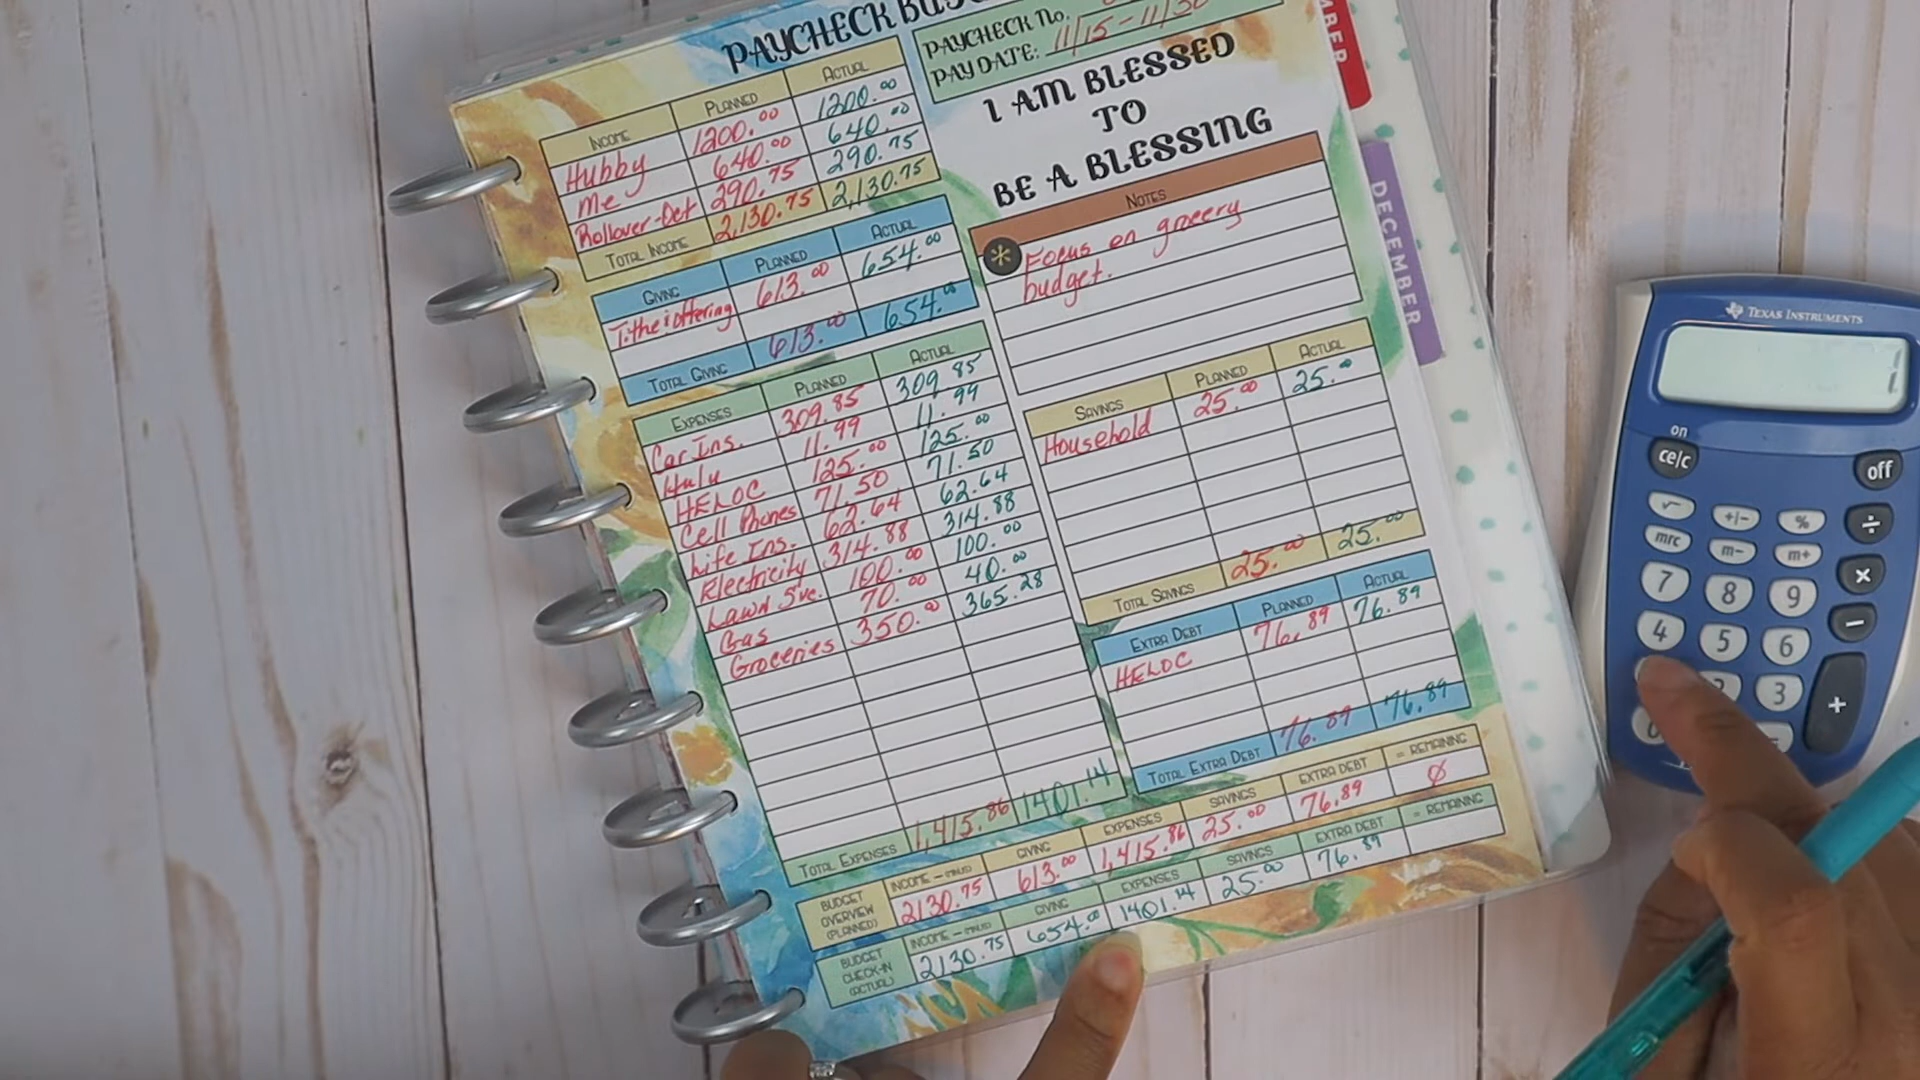 PAYCHECK
PAYCHECK NO.
PAY DATE: 11/15-11/30
I AM BLESSED
TO
BE A BLESSING
INCOME PLANNED ACTUAL
Hubby 1200.00 1200.00
Me 640.00 640.00
Rollover-Oct 290.75 290.75
TOTAL INCOME 2,130.75 2,130.75
GIVING PLANNED ACTUAL
Tithe & offering 613.00 654.00
TOTAL GIVING 613.00 654.00
EXPENSES PLANNED ACTUAL
Car Ins. 309.85 309.85
Hulu 11.99 11.99
HELOC 125.00 125.00
Cell Phones 71.50 71.50
Life Ins. 62.64 62.64
Electricity 314.88 314.88
Lawn Svc. 100.00 100.00
Gas 70.00 40.00
Groceries 350.00 365.28
TOTAL EXPENSES 1,415.86 1401.14
NOTES
* Focus on grocery
budget.
SAVINGS PLANNED ACTUAL
Household 25.00 25.00
TOTAL SAVINGS 25.00 25.00
EXTRA DEBT PLANNED ACTUAL
HELOC 76.89 76.89
TOTAL EXTRA DEBT 76.89 76.89
BUDGET
OVERVIEW
(PLANNED)
INCOME - (MINUS) GIVING EXPENSES SAVINGS EXTRA DEBT = REMAINING
2130.75 613.00 1,415.86 25.00 76.89 Ø
BUDGET
CHECK-IN
(ACTUAL)
INCOME - (MINUS) GIVING EXPENSES SAVINGS EXTRA DEBT = REMAINING
2130.75 654.00 1401.14 25.00 76.89
MBER
DECEMBER
TEXAS INSTRUMENTS
1
on
ce/c off
√ +/- % ÷
mrc m- m+ ×
7 8 9 −
4 5 6 +
3